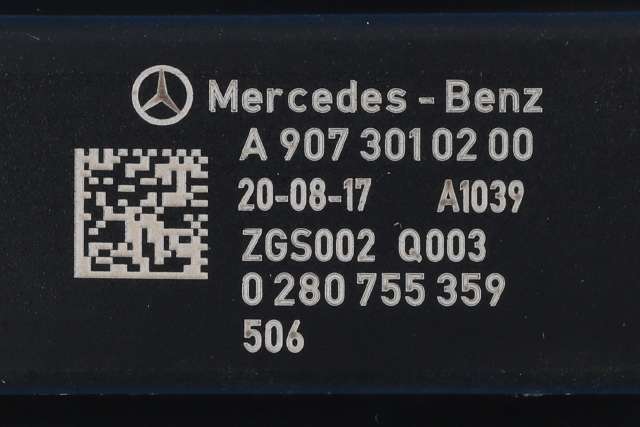 Mercedes-Benz
A 907 301 02 00
20-08-17 A1039
ZGS002 Q003
0 280 755 359
506